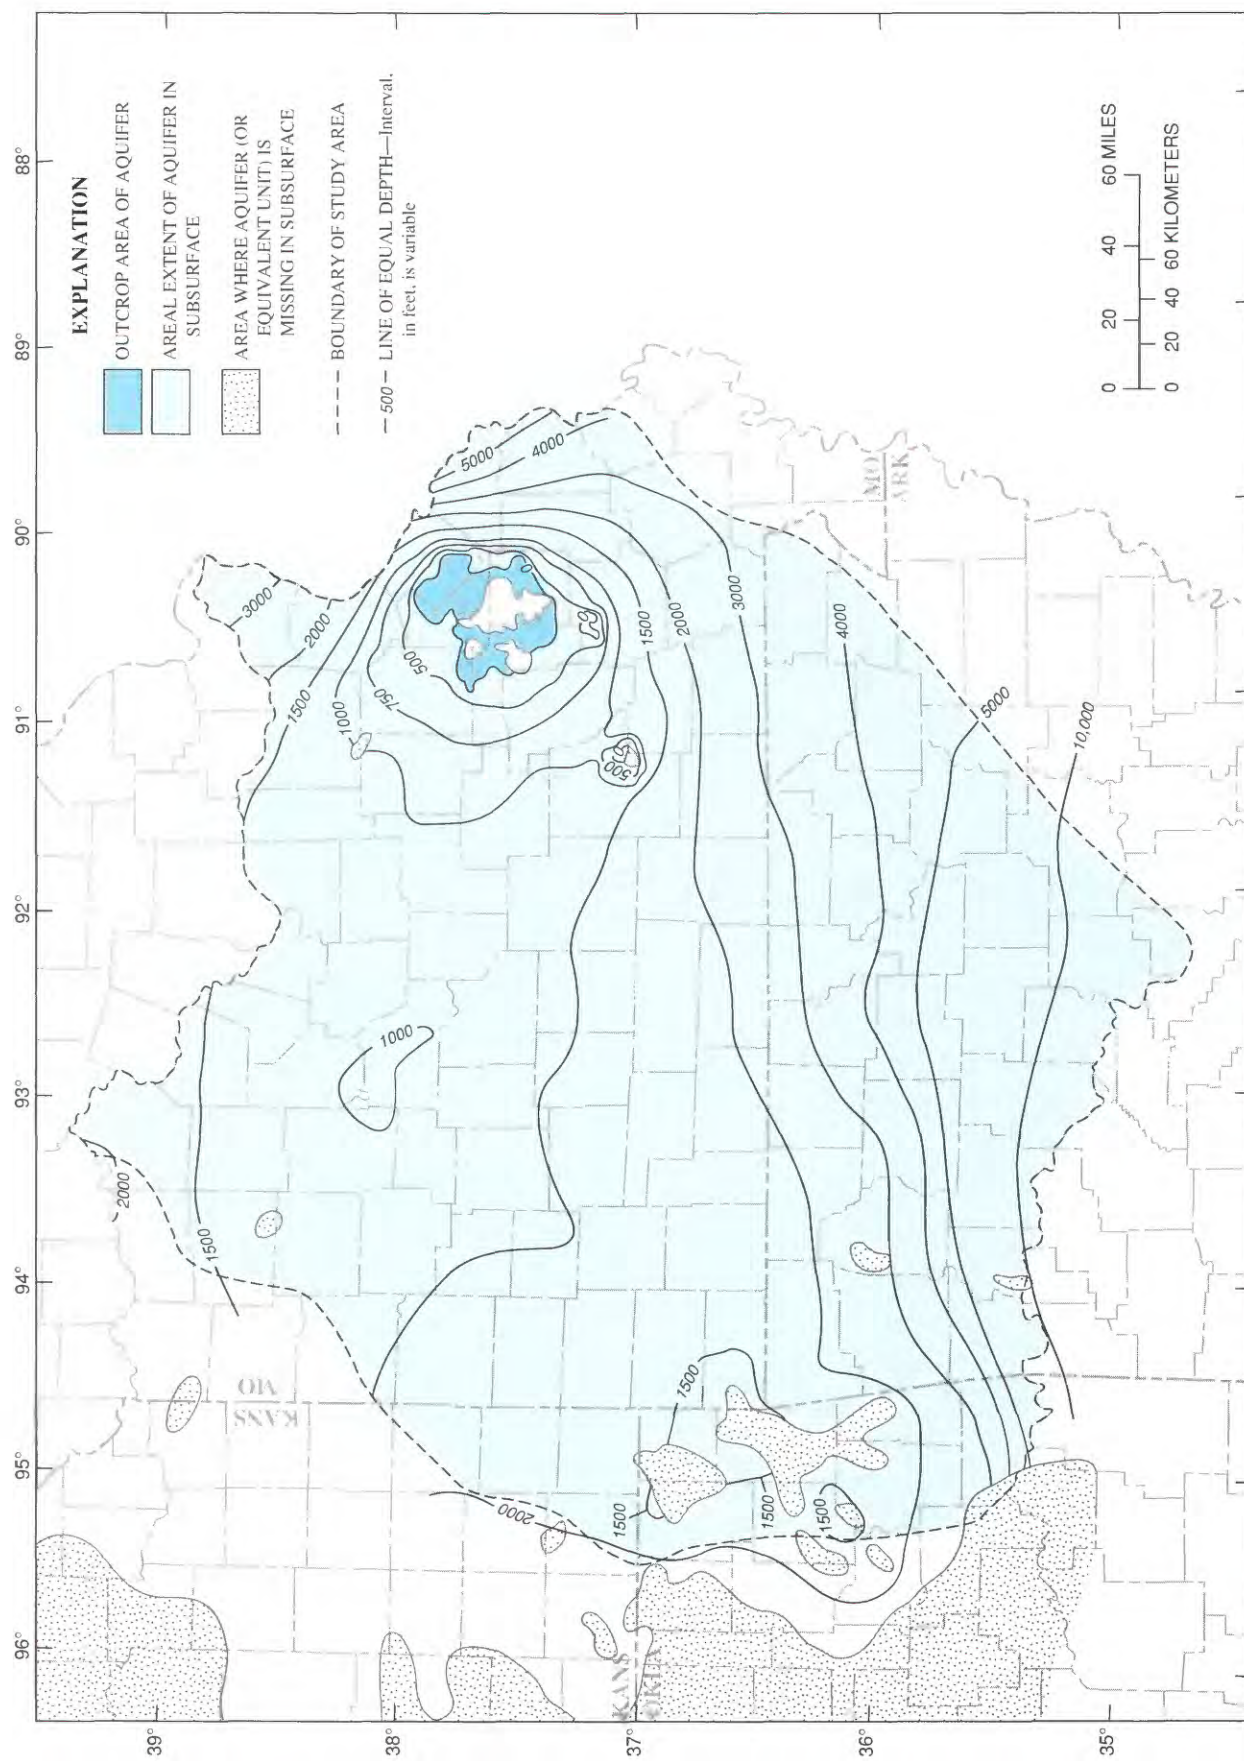 EXPLANATION
OUTCROP AREA OF AQUIFER
AREAL EXTENT OF AQUIFER IN
SUBSURFACE
AREA WHERE AQUIFER (OR
EQUIVALENT UNIT) IS
MISSING IN SUBSURFACE
BOUNDARY OF STUDY AREA
—500— LINE OF EQUAL DEPTH—Interval,
in feet, is variable
96°
95°
94°
93°
92°
91°
90°
89°
88°
39°
38°
37°
36°
35°
2000
1500
1000
1500
2000
3000
1000
750
500
5000
4000
500
50
1500
2000
3000
4000
5000
10,000
2000
1500
1500
1500
1500
KANS
MO
KANS
OKLA
MO
ARK
0 20 40 60 MILES
0 20 40 60 KILOMETERS